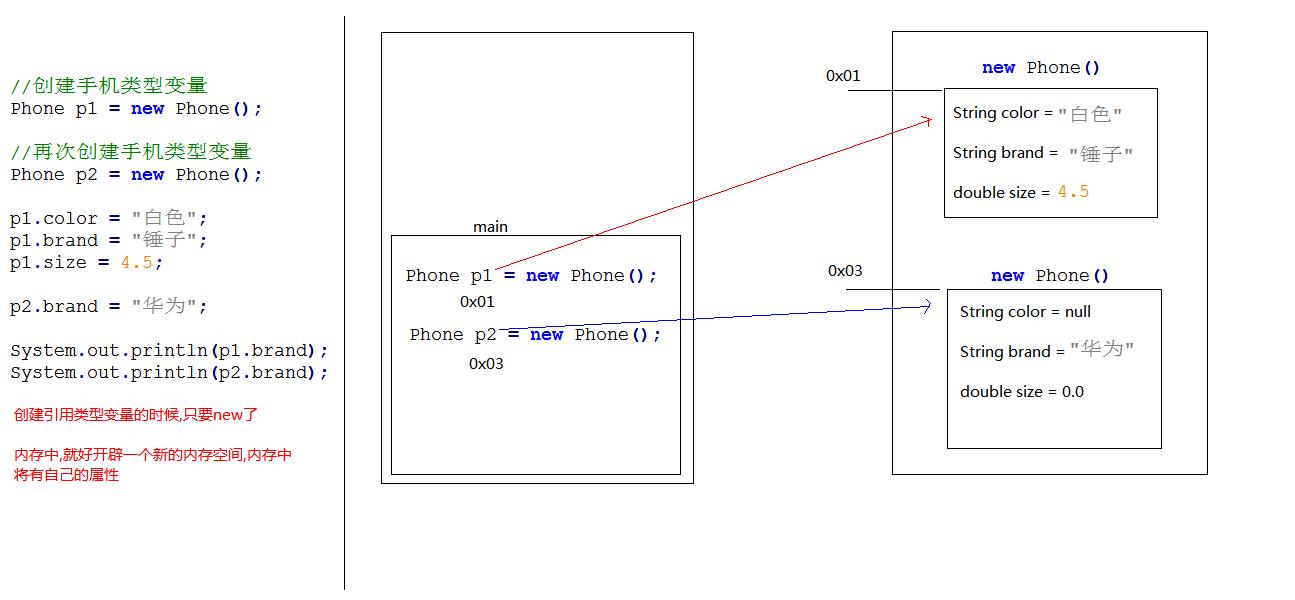 //创建手机类型变量
Phone p1 = new Phone();
//再次创建手机类型变量
Phone p2 = new Phone();
p1.color = "白色";
p1.brand = "锤子";
p1.size = 4.5;
p2.brand = "华为";
System.out.println(p1.brand);
System.out.println(p2.brand);
创建引用类型变量的时候,只要new了
内存中,就好开辟一个新的内存空间,内存中
将有自己的属性
main
Phone p1 = new Phone();
0x01
Phone p2 = new Phone();
0x03
0x01
new Phone()
String color = "白色"
String brand = "锤子"
double size = 4.5
0x03
new Phone()
String color = null
String brand = "华为"
double size = 0.0